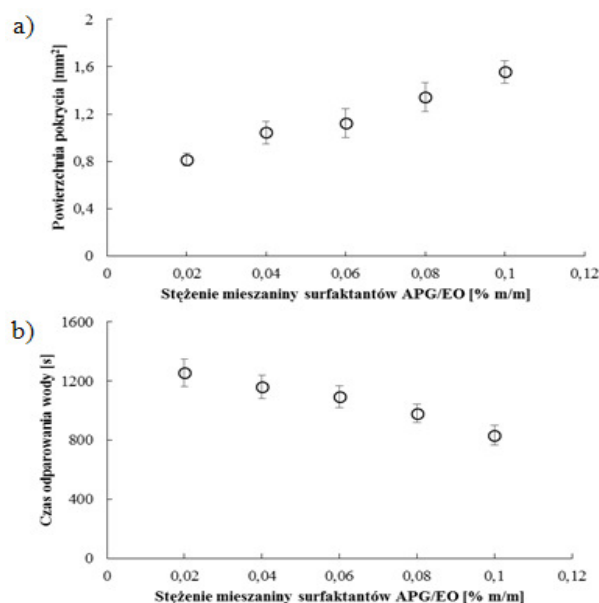 a)
Powierzchnia pokrycia [mm²]
2
1,6
1,2
0,8
0,4
0
0 0,02 0,04 0,06 0,08 0,1 0,12
Stężenie mieszaniny surfaktantów APG/EO [% m/m]
b)
Czas odparowania wody [s]
1600
1200
800
400
0
0 0,02 0,04 0,06 0,08 0,1 0,12
Stężenie mieszaniny surfaktantów APG/EO [% m/m]